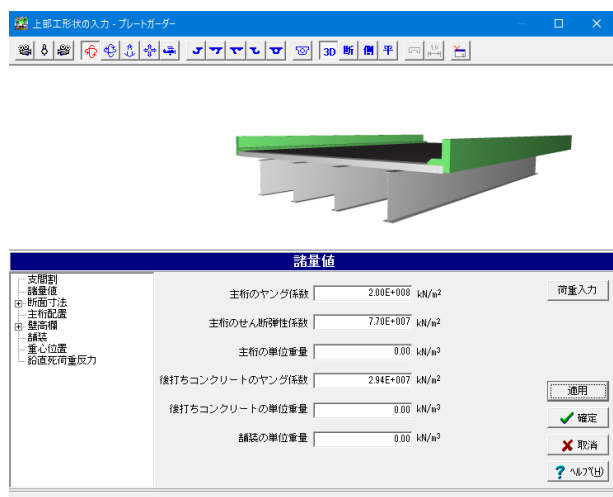 上部工形状の入力 - プレートガーダー
3D 断 側 平 1.0
諸量値
支間割
諸量値
断面寸法
主桁配置
壁高欄
舗装
重心位置
鉛直死荷重反力
主桁のヤング係数 2.00E+008 kN/m²
主桁のせん断弾性係数 7.70E+007 kN/m²
主桁の単位重量 0.00 kN/m³
後打ちコンクリートのヤング係数 2.94E+007 kN/m²
後打ちコンクリートの単位重量 0.00 kN/m³
舗装の単位重量 0.00 kN/m³
荷重入力
適用
確定
取消
? ヘルプ(H)